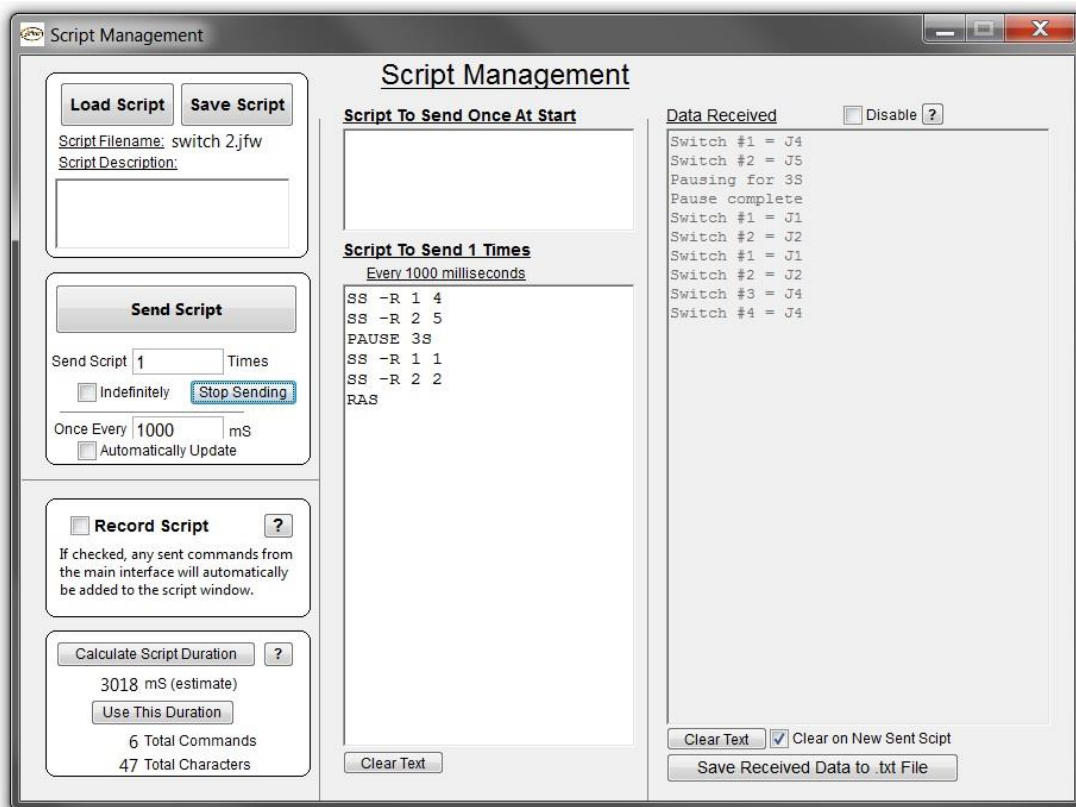 Script Management
Script Management
Load Script Save Script
Script Filename: switch 2.jfw
Script Description:
Send Script
Send Script 1 Times
Indefinitely Stop Sending
Once Every 1000 mS
Automatically Update
Record Script ?
If checked, any sent commands from
the main interface will automatically
be added to the script window.
Calculate Script Duration ?
3018 mS (estimate)
Use This Duration
6 Total Commands
47 Total Characters
Script To Send Once At Start
Script To Send 1 Times
Every 1000 milliseconds
SS -R 1 4
SS -R 2 5
PAUSE 3S
SS -R 1 1
SS -R 2 2
RAS
Clear Text
Data Received Disable ?
Switch #1 = J4
Switch #2 = J5
Pausing for 3S
Pause complete
Switch #1 = J1
Switch #2 = J2
Switch #1 = J1
Switch #2 = J2
Switch #3 = J4
Switch #4 = J4
Clear Text Clear on New Sent Scipt
Save Received Data to .txt File